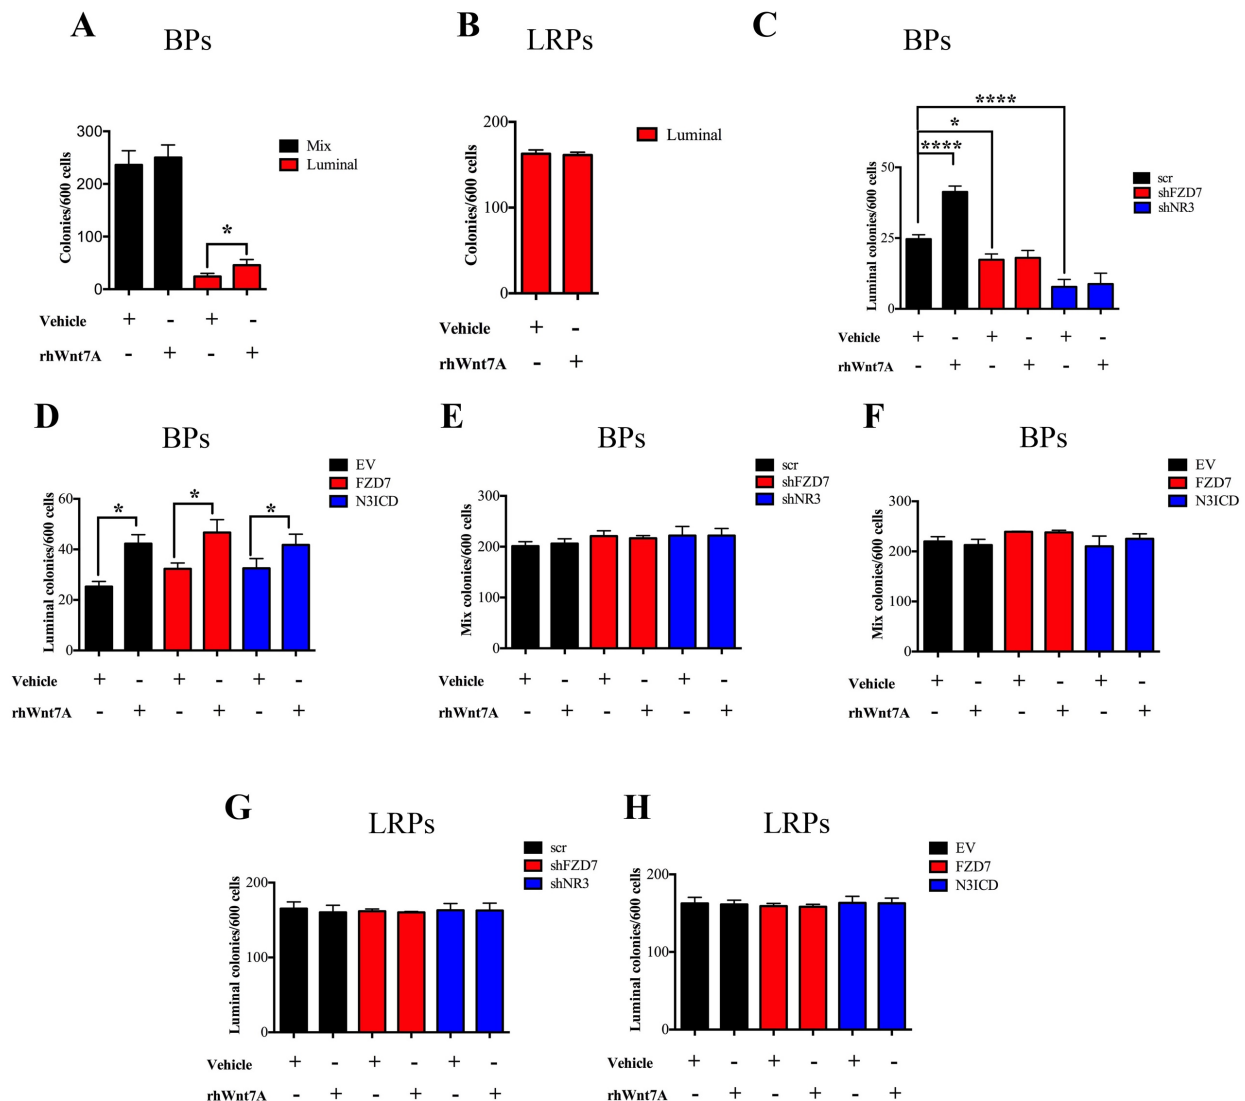 A
BPs
Colonies/600 cells
300
200
100
0
Mix
Luminal
*
Vehicle + - + -
rhWnt7A - + - +
B
LRPs
Colonies/600 cells
200
100
0
Luminal
Vehicle + -
rhWnt7A - +
C
BPs
Luminal colonies/600 cells
50
25
0
****
*
****
scr
shFZD7
shNR3
Vehicle + - + - + -
rhWnt7A - + - + - +
D
BPs
Luminal colonies/600 cells
60
40
20
0
* * *
EV
FZD7
N3ICD
Vehicle + - + - + -
rhWnt7A - + - + - +
E
BPs
Mix colonies/600 cells
300
200
100
0
scr
shFZD7
shNR3
Vehicle + - + - + -
rhWnt7A - + - + - +
F
BPs
Mix colonies/600 cells
300
200
100
0
EV
FZD7
N3ICD
Vehicle + - + - + -
rhWnt7A - + - + - +
G
LRPs
Luminal colonies/600 cells
200
100
0
scr
shFZD7
shNR3
Vehicle + - + - + -
rhWnt7A - + - + - +
H
LRPs
Luminal colonies/600 cells
200
100
0
EV
FZD7
N3ICD
Vehicle + - + - + -
rhWnt7A - + - + - +